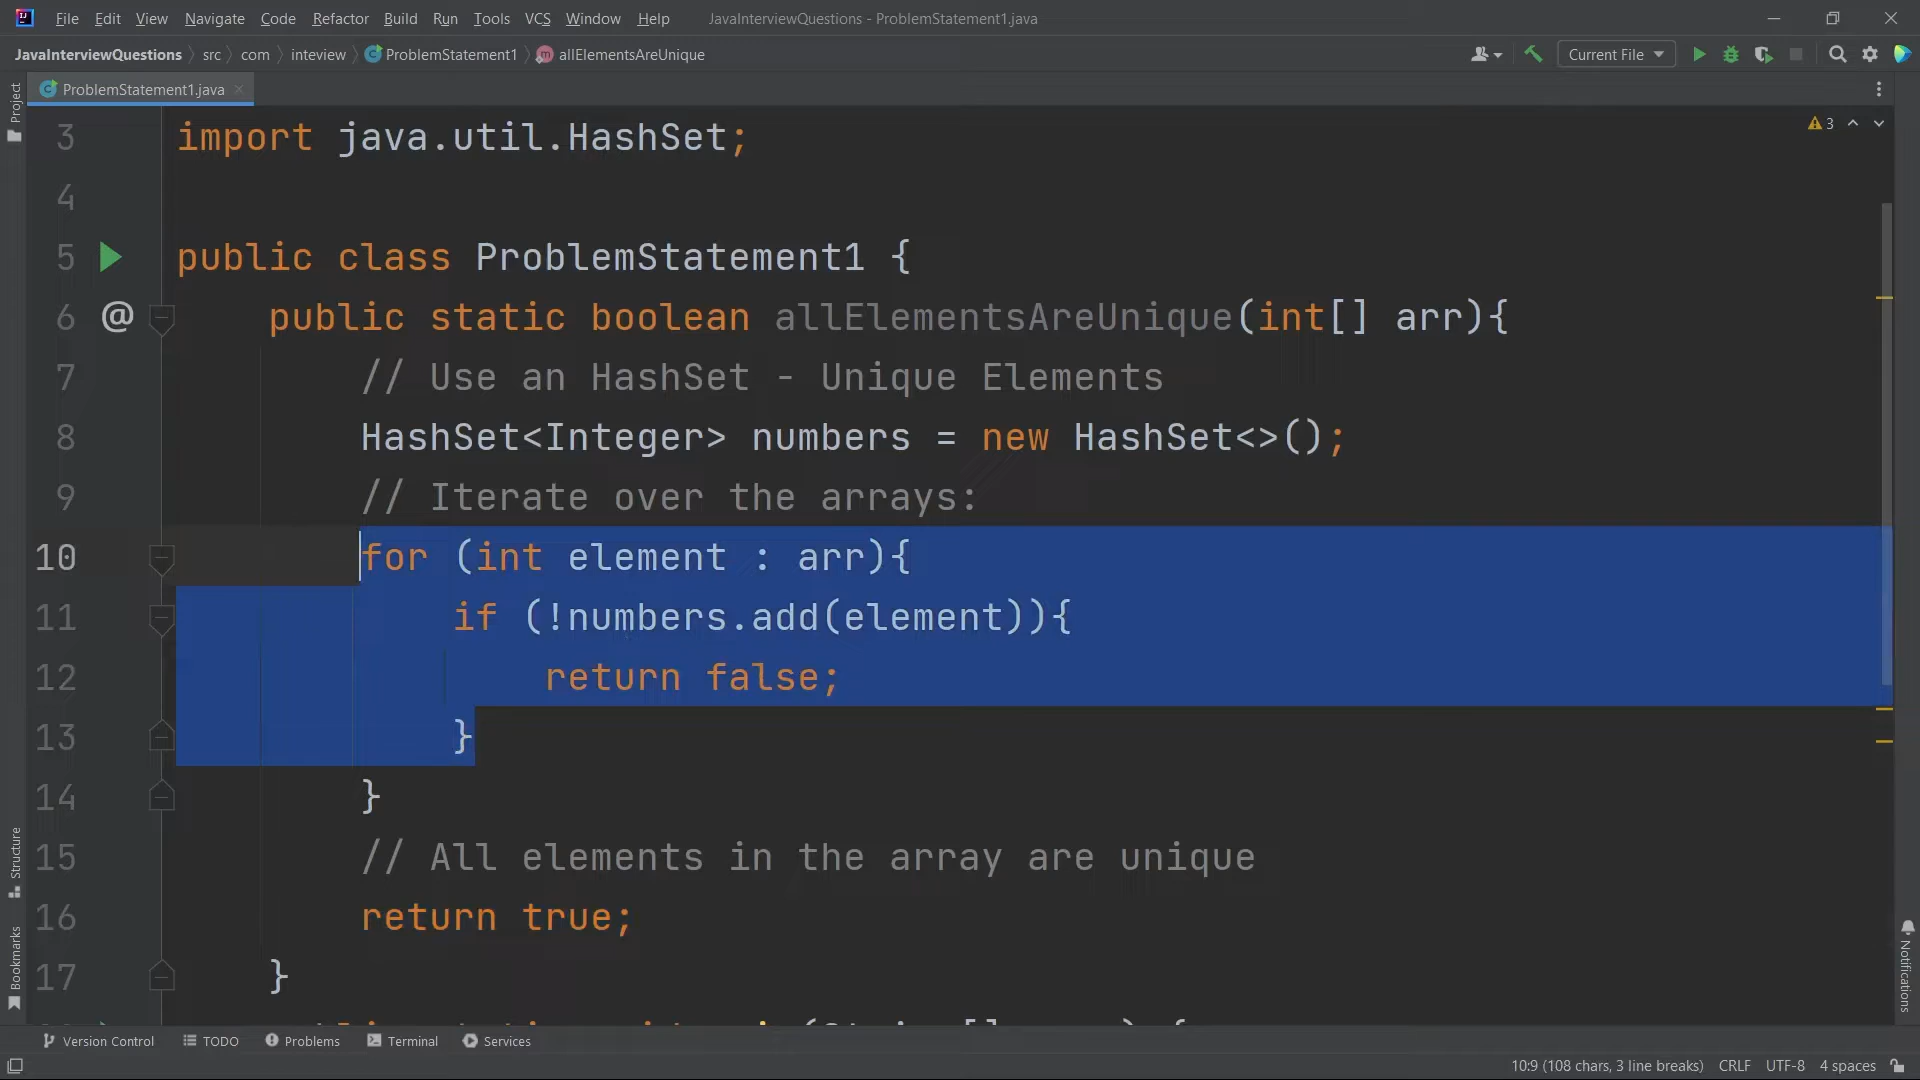 File Edit View Navigate Code Refactor Build Run Tools VCS Window Help JavaInterviewQuestions - ProblemStatement1.java
JavaInterviewQuestions src com inteview ProblemStatement1 allElementsAreUnique Current File
ProblemStatement1.java
Project
3 import java.util.HashSet;
3
4
5 public class ProblemStatement1 {
6 @ public static boolean allElementsAreUnique(int[] arr){
7 // Use an HashSet - Unique Elements
8 HashSet<Integer> numbers = new HashSet<>();
9 // Iterate over the arrays:
10 for (int element : arr){
11 if (!numbers.add(element)){
12 return false;
13 }
14 }
15 // All elements in the array are unique
16 return true;
17 }
Structure
Bookmarks
Notifications
Version Control TODO Problems Terminal Services
10:9 (108 chars, 3 line breaks) CRLF UTF-8 4 spaces